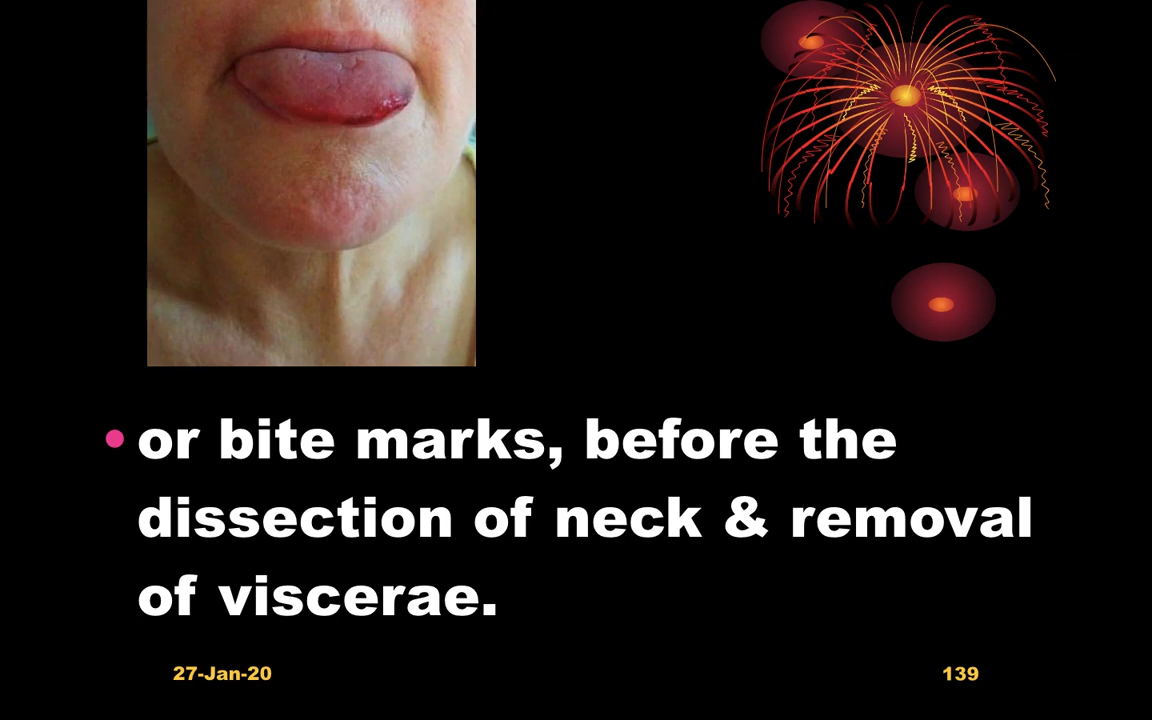 • or bite marks, before the
dissection of neck & removal
of viscerae.
27-Jan-20
139